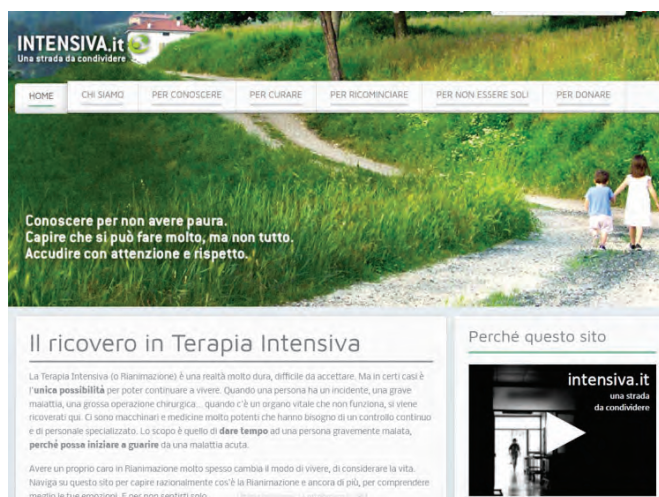 INTENSIVA.it
Una strada da condividere
HOME
CHI SIAMO
PER CONOSCERE
PER CURARE
PER RICOMINCIARE
PER NON ESSERE SOLI
PER DONARE
Conoscere per non avere paura.
Capire che si può fare molto, ma non tutto.
Accudire con attenzione e rispetto.
Il ricovero in Terapia Intensiva
La Terapia Intensiva (o Rianimazione) è una realtà molto dura, difficile da accettare. Ma in certi casi è
l'unica possibilità per poter continuare a vivere. Quando una persona ha un incidente, una grave
malattia, una grossa operazione chirurgica... quando c'è un organo vitale che non funziona, si viene
ricoverati qui. Ci sono macchinari e medicine molto potenti che hanno bisogno di un controllo continuo
e di personale specializzato. Lo scopo è quello di dare tempo ad una persona gravemente malata,
perché possa iniziare a guarire da una malattia acuta.
Avere un proprio caro in Rianimazione molto spesso cambia il modo di vivere, di considerare la vita.
Naviga su questo sito per capire razionalmente cos'è la Rianimazione e ancora di più, per comprendere
meglio le tue emozioni. E per non sentirti solo
Perché questo sito
intensiva.it
una strada
da condividere